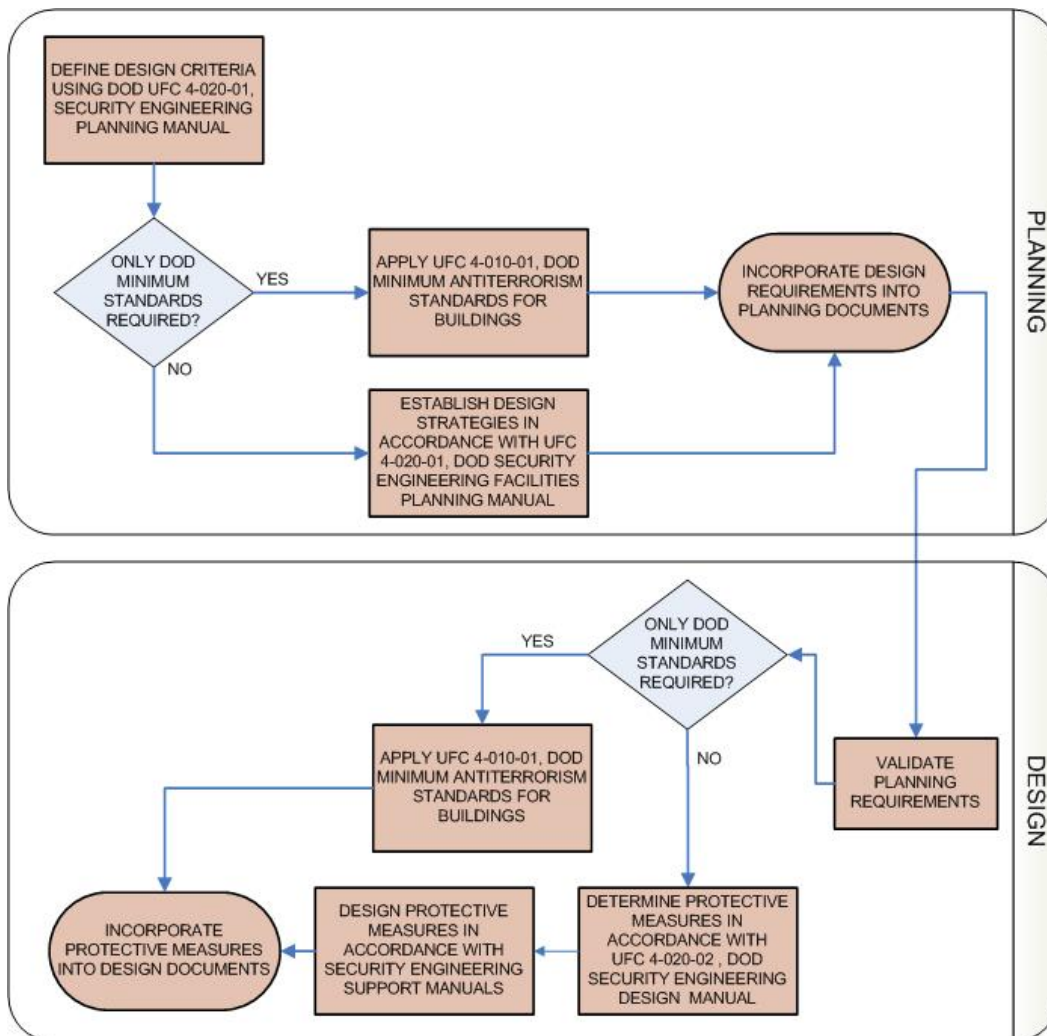 DEFINE DESIGN CRITERIA
USING DOD UFC 4-020-01,
SECURITY ENGINEERING
PLANNING MANUAL
ONLY DOD
MINIMUM
STANDARDS
REQUIRED?
YES
NO
APPLY UFC 4-010-01, DOD
MINIMUM ANTITERRORISM
STANDARDS FOR
BUILDINGS
INCORPORATE DESIGN
REQUIREMENTS INTO
PLANNING DOCUMENTS
ESTABLISH DESIGN
STRATEGIES IN
ACCORDANCE WITH UFC
4-020-01, DOD SECURITY
ENGINEERING FACILITIES
PLANNING MANUAL
PLANNING
ONLY DOD
MINIMUM
STANDARDS
REQUIRED?
YES
NO
APPLY UFC 4-010-01, DOD
MINIMUM ANTITERRORISM
STANDARDS FOR
BUILDINGS
VALIDATE
PLANNING
REQUIREMENTS
INCORPORATE
PROTECTIVE MEASURES
INTO DESIGN DOCUMENTS
DESIGN PROTECTIVE
MEASURES IN
ACCORDANCE WITH
SECURITY ENGINEERING
SUPPORT MANUALS
DETERMINE PROTECTIVE
MEASURES IN
ACCORDANCE WITH
UFC 4-020-02 , DOD
SECURITY ENGINEERING
DESIGN MANUAL
DESIGN